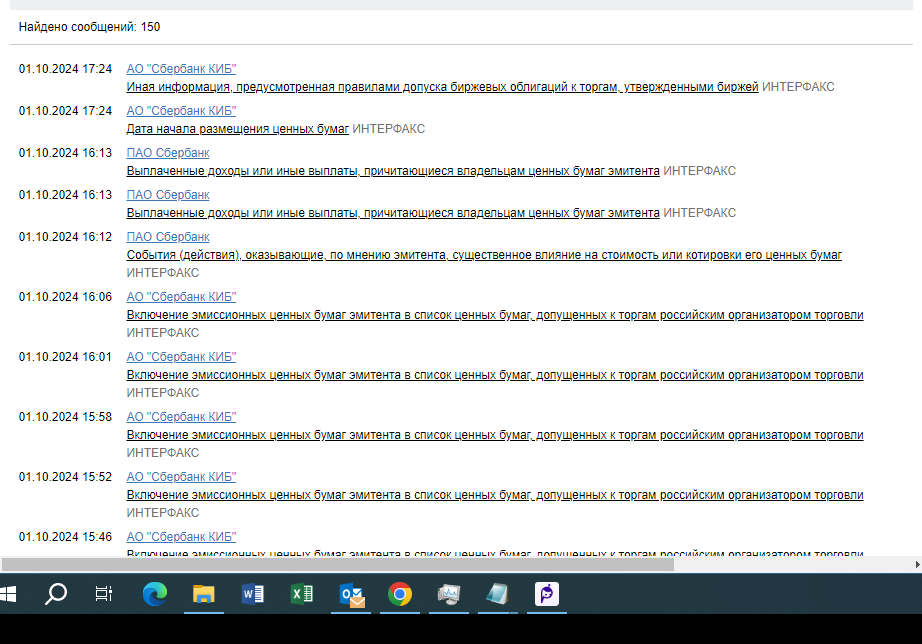 Найдено сообщений: 150
01.10.2024 17:24 АО "Сбербанк КИБ"
Иная информация, предусмотренная правилами допуска биржевых облигаций к торгам, утвержденными биржей ИНТЕРФАКС
01.10.2024 17:24 АО "Сбербанк КИБ"
Дата начала размещения ценных бумаг ИНТЕРФАКС
01.10.2024 16:13 ПАО Сбербанк
Выплаченные доходы или иные выплаты, причитающиеся владельцам ценных бумаг эмитента ИНТЕРФАКС
01.10.2024 16:13 ПАО Сбербанк
Выплаченные доходы или иные выплаты, причитающиеся владельцам ценных бумаг эмитента ИНТЕРФАКС
01.10.2024 16:12 ПАО Сбербанк
События (действия), оказывающие, по мнению эмитента, существенное влияние на стоимость или котировки его ценных бумаг
ИНТЕРФАКС
01.10.2024 16:06 АО "Сбербанк КИБ"
Включение эмиссионных ценных бумаг эмитента в список ценных бумаг, допущенных к торгам российским организатором торговли
ИНТЕРФАКС
01.10.2024 16:01 АО "Сбербанк КИБ"
Включение эмиссионных ценных бумаг эмитента в список ценных бумаг, допущенных к торгам российским организатором торговли
ИНТЕРФАКС
01.10.2024 15:58 АО "Сбербанк КИБ"
Включение эмиссионных ценных бумаг эмитента в список ценных бумаг, допущенных к торгам российским организатором торговли
ИНТЕРФАКС
01.10.2024 15:52 АО "Сбербанк КИБ"
Включение эмиссионных ценных бумаг эмитента в список ценных бумаг, допущенных к торгам российским организатором торговли
ИНТЕРФАКС
01.10.2024 15:46 АО "Сбербанк КИБ"
Включение эмиссионных ценных бумаг эмитента в список ценных бумаг, допущенных к торгам российским организатором торговли